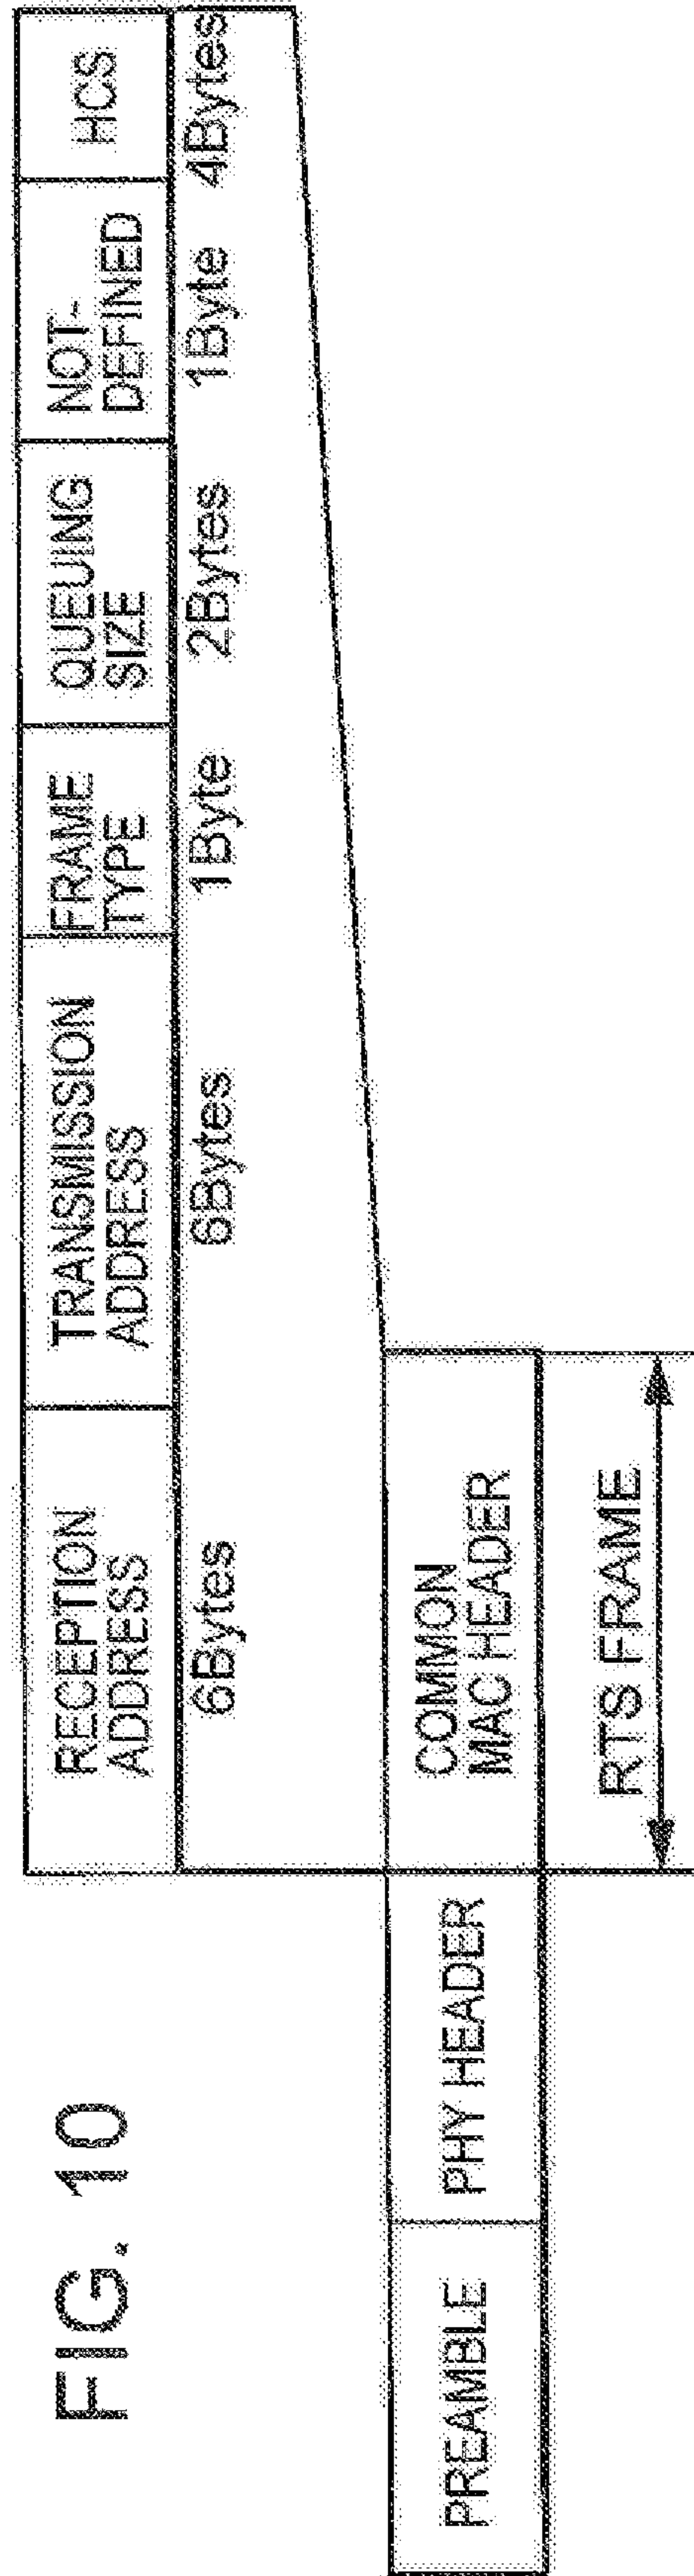 FIG. 10
RECEPTION
ADDRESS
TRANSMISSION
ADDRESS
FRAME
TYPE
QUEUING
SIZE
NOT-
DEFINED
HCS
6Bytes
6Bytes
1Byte
2Bytes
1Byte
4Bytes
PREAMBLE
PHY HEADER
COMMON
MAC HEADER
RTS FRAME